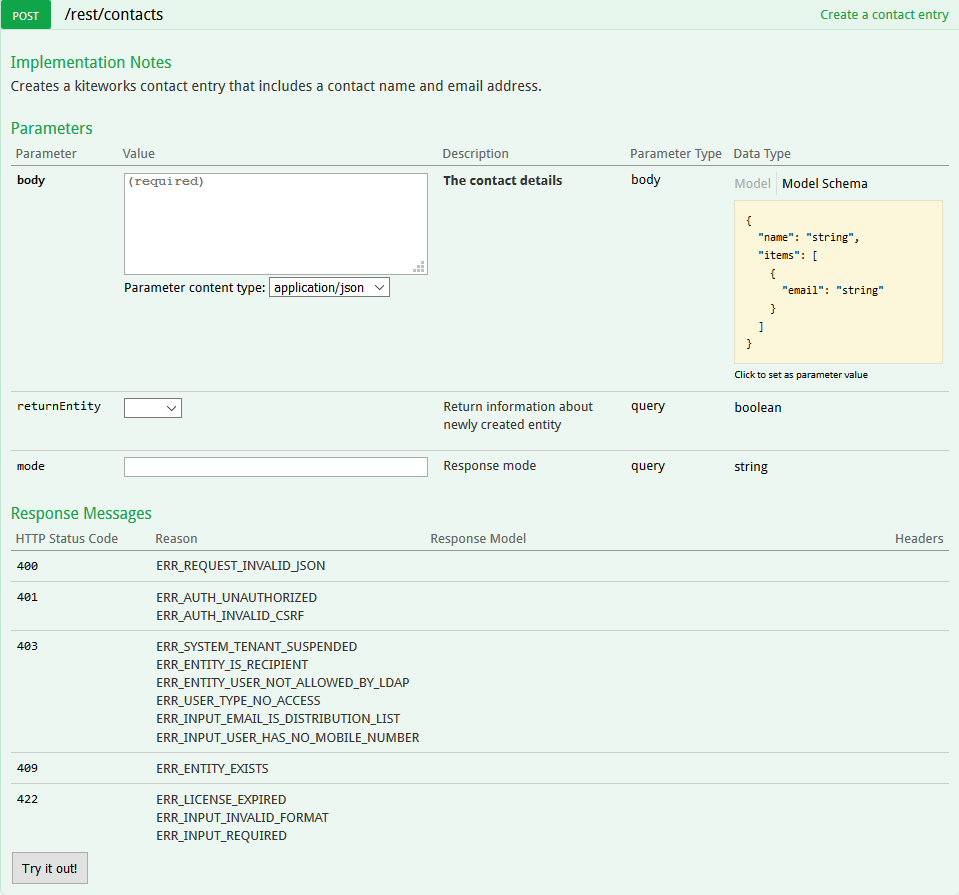 POST /rest/contacts Create a contact entry
Implementation Notes
Creates a kiteworks contact entry that includes a contact name and email address.
Parameters
Parameter Value Description Parameter Type Data Type
body (required) The contact details body Model Model Schema
{
"name": "string",
"items": [
{
"email": "string"
}
]
}
Parameter content type: application/json
Click to set as parameter value
returnEntity Return information about newly created entity query boolean
mode Response mode query string
Response Messages
HTTP Status Code Reason Response Model Headers
400 ERR_REQUEST_INVALID_JSON
401 ERR_AUTH_UNAUTHORIZED
ERR_AUTH_INVALID_CSRF
403 ERR_SYSTEM_TENANT_SUSPENDED
ERR_ENTITY_IS_RECIPIENT
ERR_ENTITY_USER_NOT_ALLOWED_BY_LDAP
ERR_USER_TYPE_NO_ACCESS
ERR_INPUT_EMAIL_IS_DISTRIBUTION_LIST
ERR_INPUT_USER_HAS_NO_MOBILE_NUMBER
409 ERR_ENTITY_EXISTS
422 ERR_LICENSE_EXPIRED
ERR_INPUT_INVALID_FORMAT
ERR_INPUT_REQUIRED
Try it out!